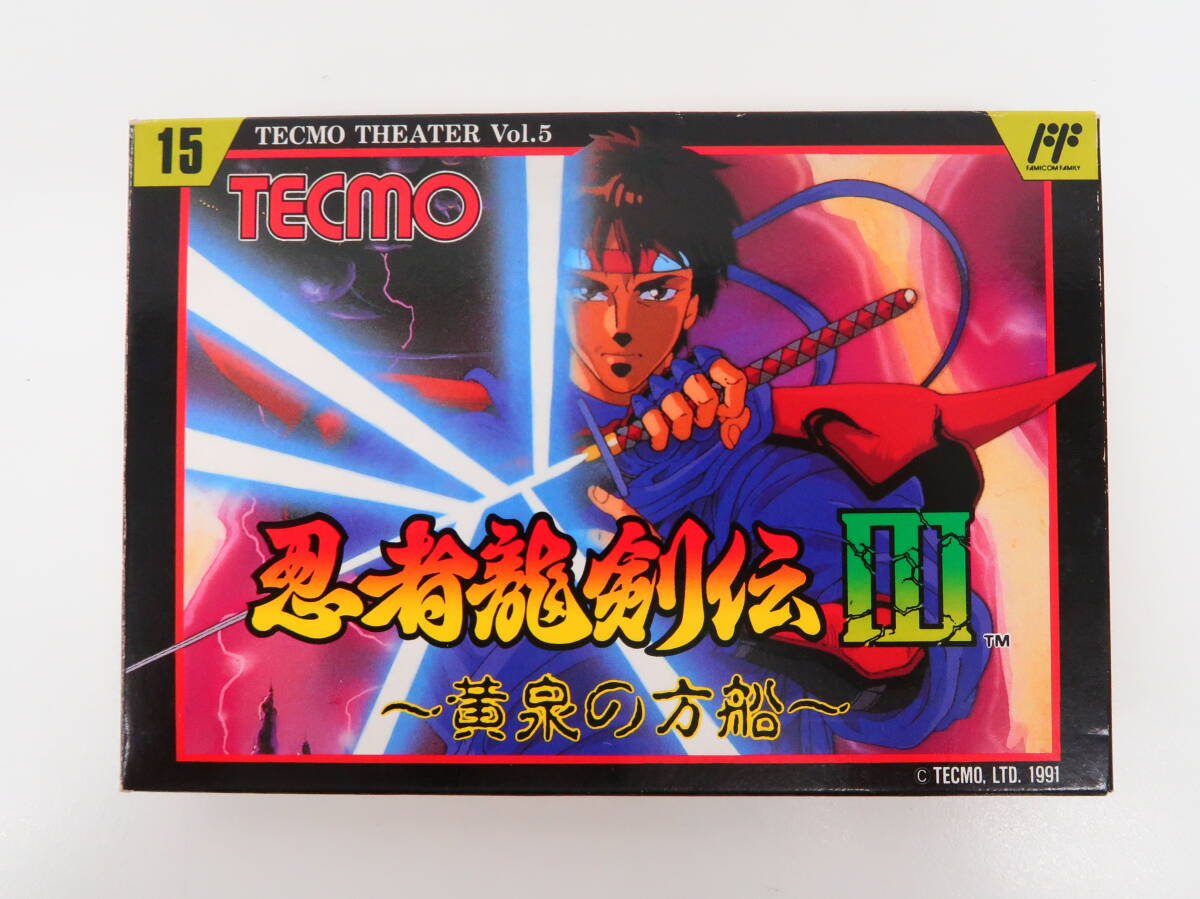 15
TECMO THEATER Vol.5
FF
FAMICOM FAMILY
TECMO
忍者龍剣伝 III
TM
～黄泉の方船～
© TECMO, LTD. 1991